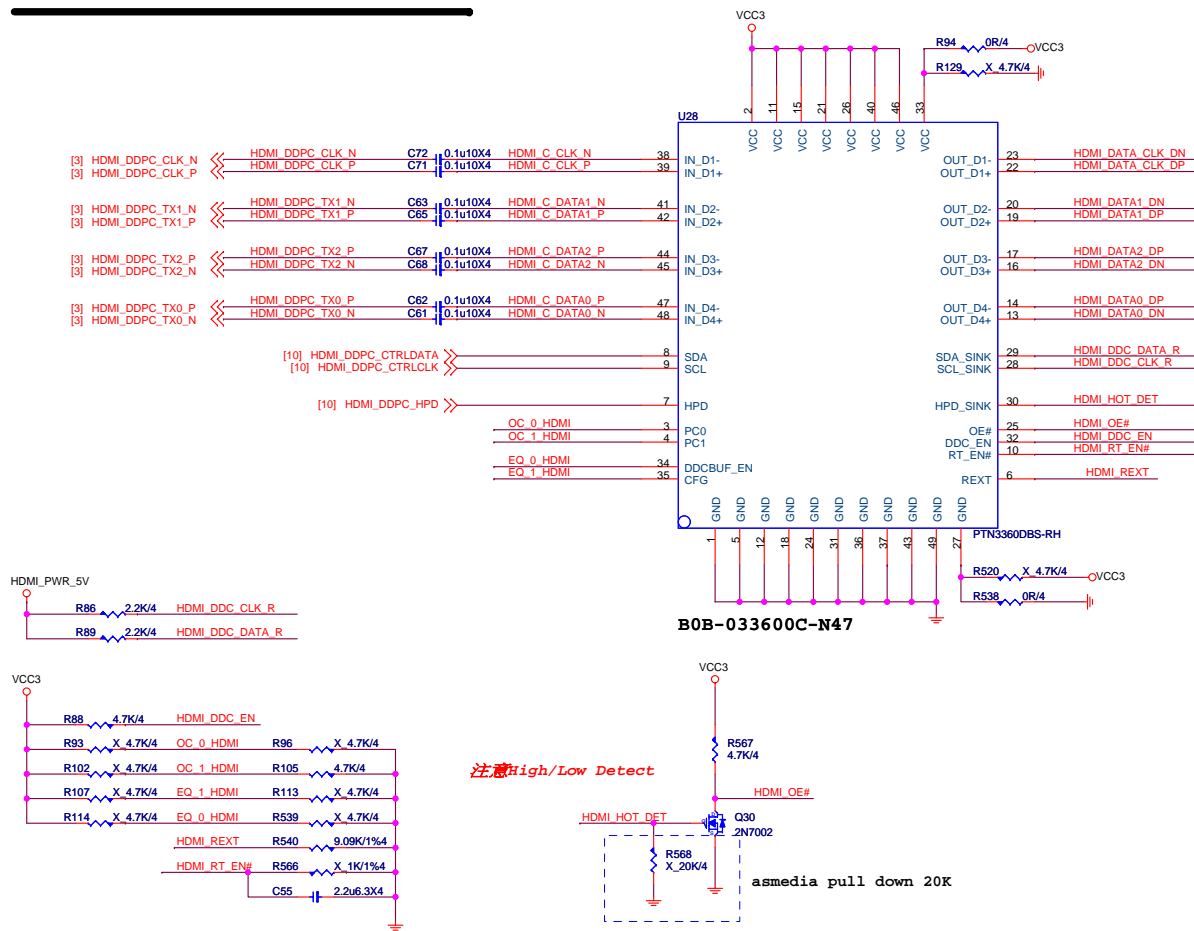 VCC3
R94 0R/4 VCC3
R129 X_4.7K/4
U28
2 11 15 21 26 40 46 33
VCC VCC VCC VCC VCC VCC VCC VCC
[3] HDMI_DDPC_CLK_N HDMI_DDPC_CLK_N C72 0.1u10X4 HDMI_C_CLK_N 38 IN_D1- OUT_D1- 23 HDMI_DATA_CLK_DN
[3] HDMI_DDPC_CLK_P HDMI_DDPC_CLK_P C71 0.1u10X4 HDMI_C_CLK_P 39 IN_D1+ OUT_D1+ 22 HDMI_DATA_CLK_DP
[3] HDMI_DDPC_TX1_N HDMI_DDPC_TX1_N C63 0.1u10X4 HDMI_C_DATA1_N 41 IN_D2- OUT_D2- 20 HDMI_DATA1_DN
[3] HDMI_DDPC_TX1_P HDMI_DDPC_TX1_P C65 0.1u10X4 HDMI_C_DATA1_P 42 IN_D2+ OUT_D2+ 19 HDMI_DATA1_DP
[3] HDMI_DDPC_TX2_P HDMI_DDPC_TX2_P C67 0.1u10X4 HDMI_C_DATA2_P 44 IN_D3- OUT_D3- 17 HDMI_DATA2_DP
[3] HDMI_DDPC_TX2_N HDMI_DDPC_TX2_N C68 0.1u10X4 HDMI_C_DATA2_N 45 IN_D3+ OUT_D3+ 16 HDMI_DATA2_DN
[3] HDMI_DDPC_TX0_P HDMI_DDPC_TX0_P C62 0.1u10X4 HDMI_C_DATA0_P 47 IN_D4- OUT_D4- 14 HDMI_DATA0_DP
[3] HDMI_DDPC_TX0_N HDMI_DDPC_TX0_N C61 0.1u10X4 HDMI_C_DATA0_N 48 IN_D4+ OUT_D4+ 13 HDMI_DATA0_DN
[10] HDMI_DDPC_CTRLDATA 8 SDA SDA_SINK 29 HDMI_DDC_DATA_R
[10] HDMI_DDPC_CTRLCLK 9 SCL SCL_SINK 28 HDMI_DDC_CLK_R
[10] HDMI_DDPC_HPD 7 HPD HPD_SINK 30 HDMI_HOT_DET
OC_0_HDMI 3 PC0 OE# 25 HDMI_OE#
OC_1_HDMI 4 PC1 DDC_EN 32 HDMI_DDC_EN
RT_EN# 10 HDMI_RT_EN#
EQ_0_HDMI 34 DDCBUF_EN
EQ_1_HDMI 35 CFG REXT 6 HDMI_REXT
GND GND GND GND GND GND GND GND GND GND GND
1 5 12 18 24 31 36 37 43 49 27
PTN3360DBS-RH
R520 X_4.7K/4 VCC3
R538 0R/4
B0B-033600C-N47
HDMI_PWR_5V
R86 2.2K/4 HDMI_DDC_CLK_R
R89 2.2K/4 HDMI_DDC_DATA_R
VCC3
R88 4.7K/4 HDMI_DDC_EN
R93 X_4.7K/4 OC_0_HDMI R96 X_4.7K/4
R102 X_4.7K/4 OC_1_HDMI R105 4.7K/4
R107 X_4.7K/4 EQ_1_HDMI R113 X_4.7K/4
R114 X_4.7K/4 EQ_0_HDMI R539 X_4.7K/4
HDMI_REXT R540 9.09K/1%4
HDMI_RT_EN# R566 X_1K/1%4
C55 2.2u6.3X4
VCC3
R567
4.7K/4
注意High/Low Detect
HDMI_OE#
HDMI_HOT_DET
Q30
2N7002
R568
X_20K/4
asmedia pull down 20K